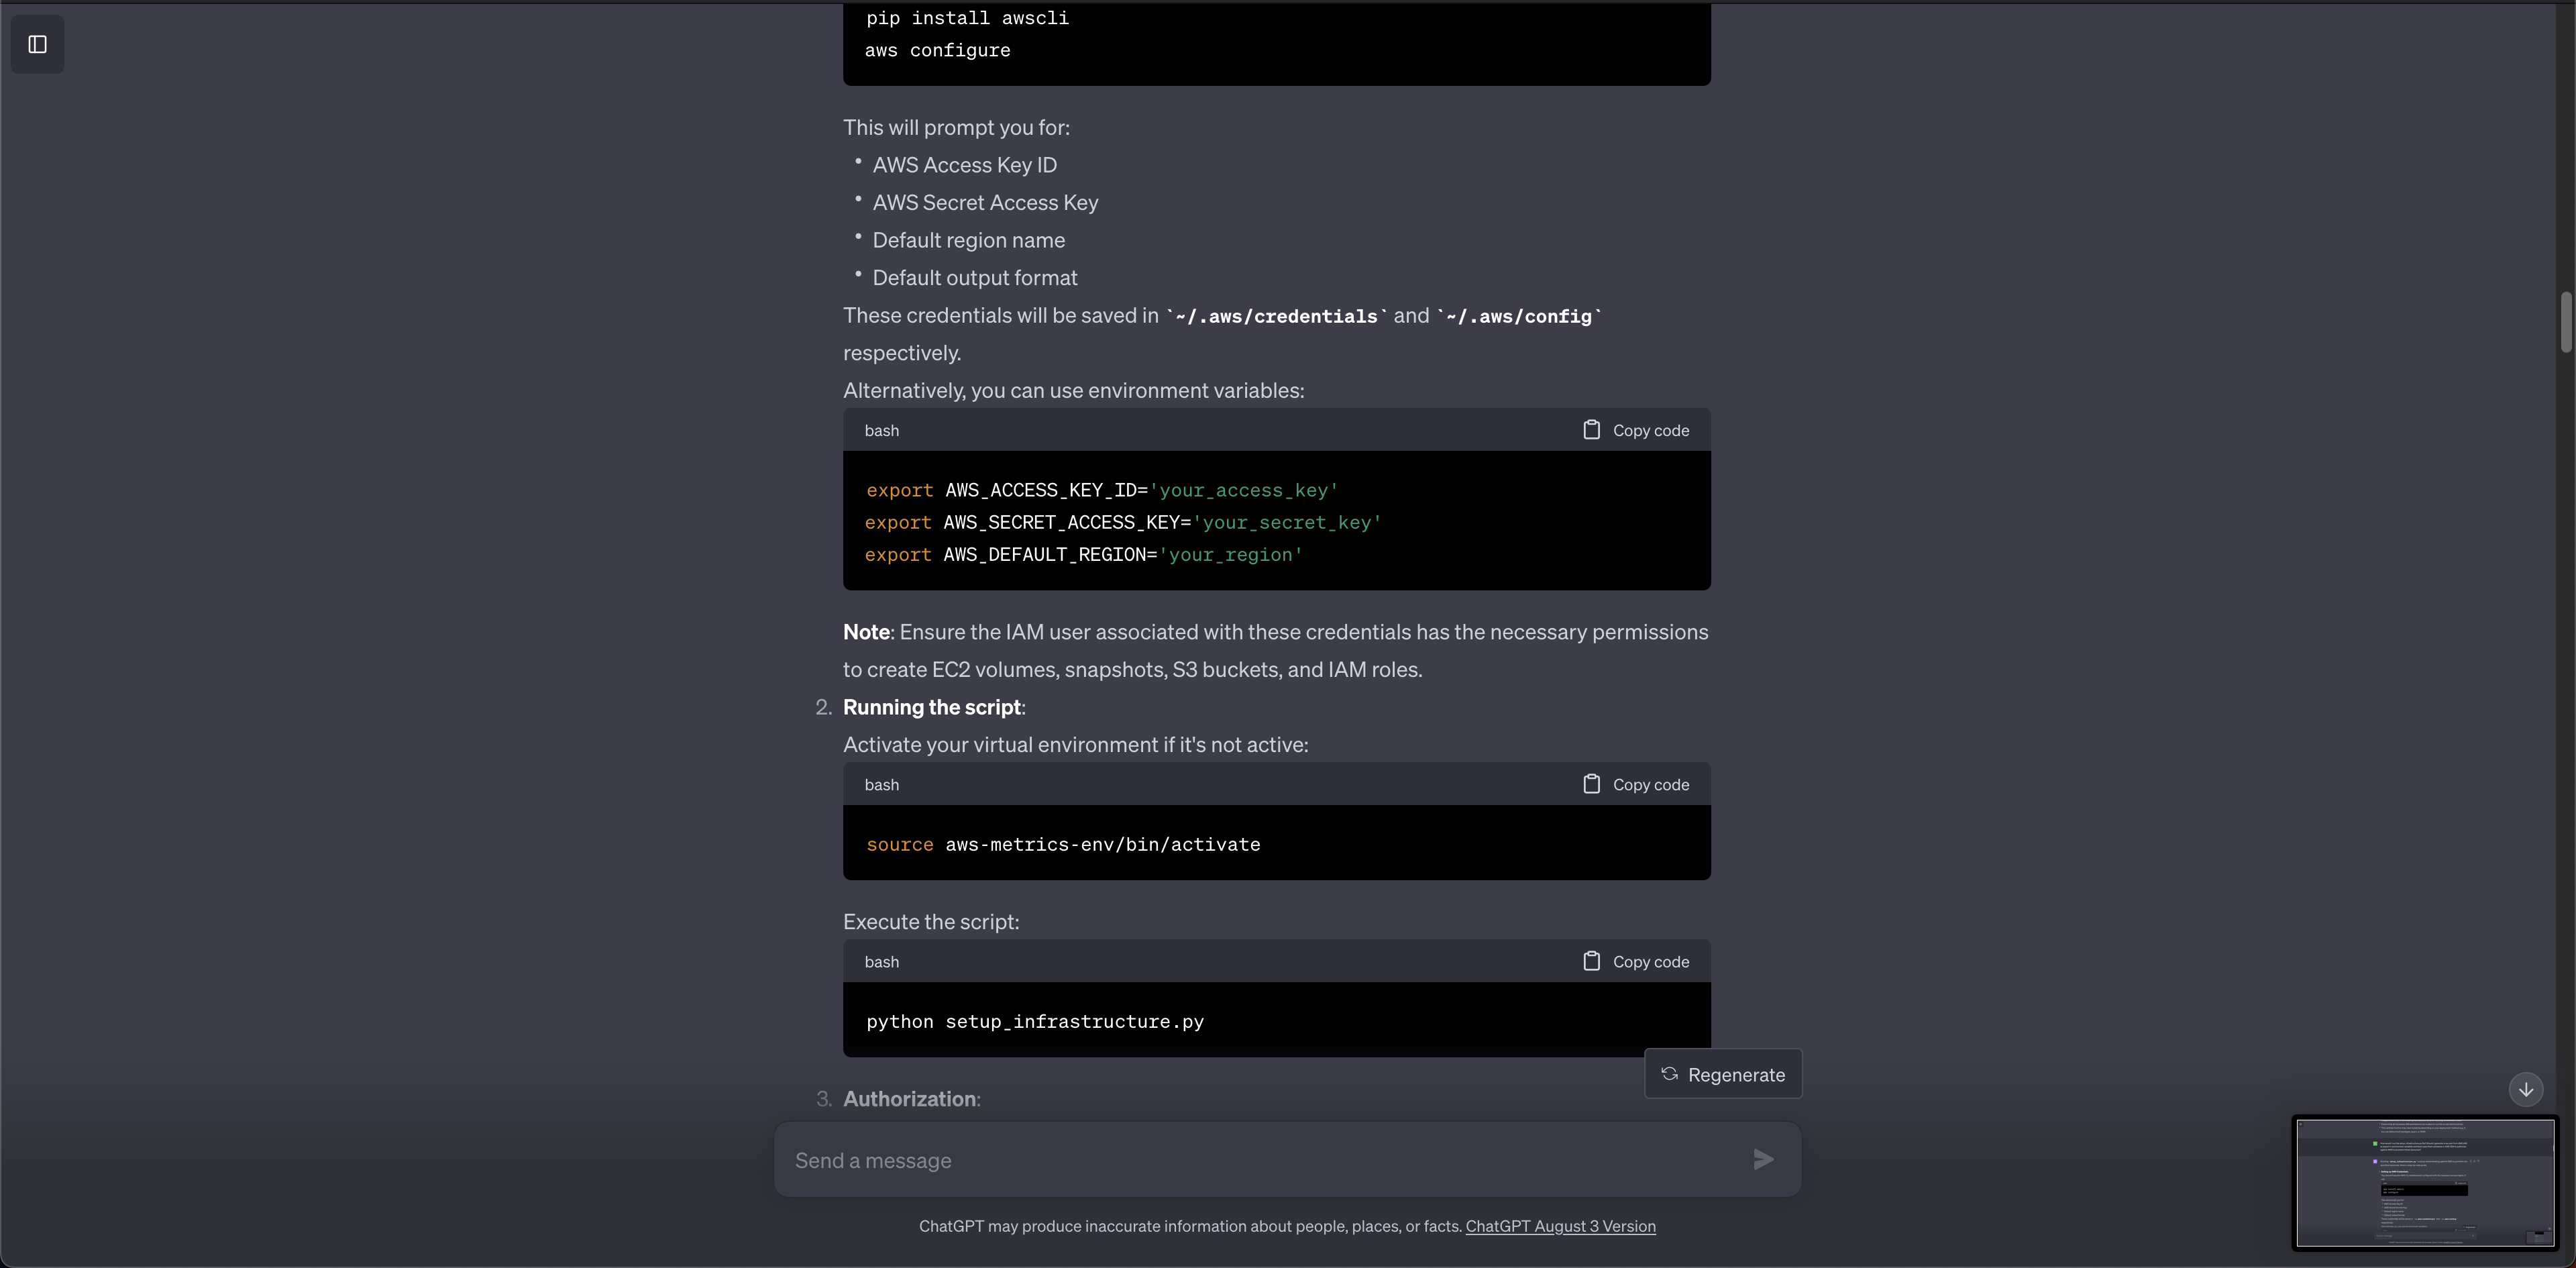 pip install awscli
aws configure
This will prompt you for:
• AWS Access Key ID
• AWS Secret Access Key
• Default region name
• Default output format
These credentials will be saved in `~/.aws/credentials` and `~/.aws/config`
respectively.
Alternatively, you can use environment variables:
bash Copy code
export AWS_ACCESS_KEY_ID='your_access_key'
export AWS_SECRET_ACCESS_KEY='your_secret_key'
export AWS_DEFAULT_REGION='your_region'
Note: Ensure the IAM user associated with these credentials has the necessary permissions
to create EC2 volumes, snapshots, S3 buckets, and IAM roles.
2. Running the script:
Activate your virtual environment if it's not active:
bash Copy code
source aws-metrics-env/bin/activate
Execute the script:
bash Copy code
python setup_infrastructure.py
Regenerate
3. Authorization:
Send a message
ChatGPT may produce inaccurate information about people, places, or facts. ChatGPT August 3 Version